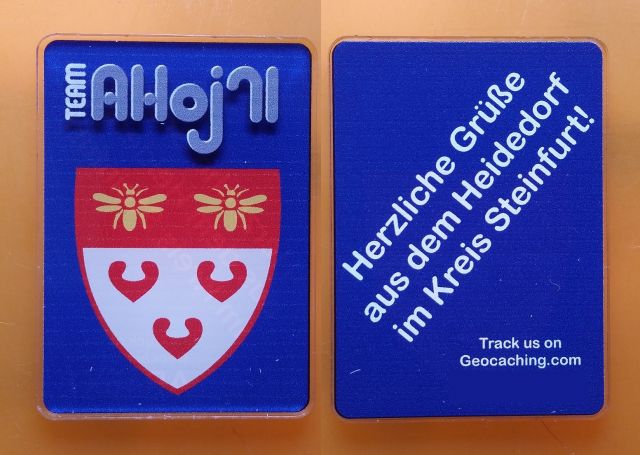 TEAM
AHoj71
Herzliche Grüße
aus dem Heidedorf
im Kreis Steinfurt!
Track us on
Geocaching.com